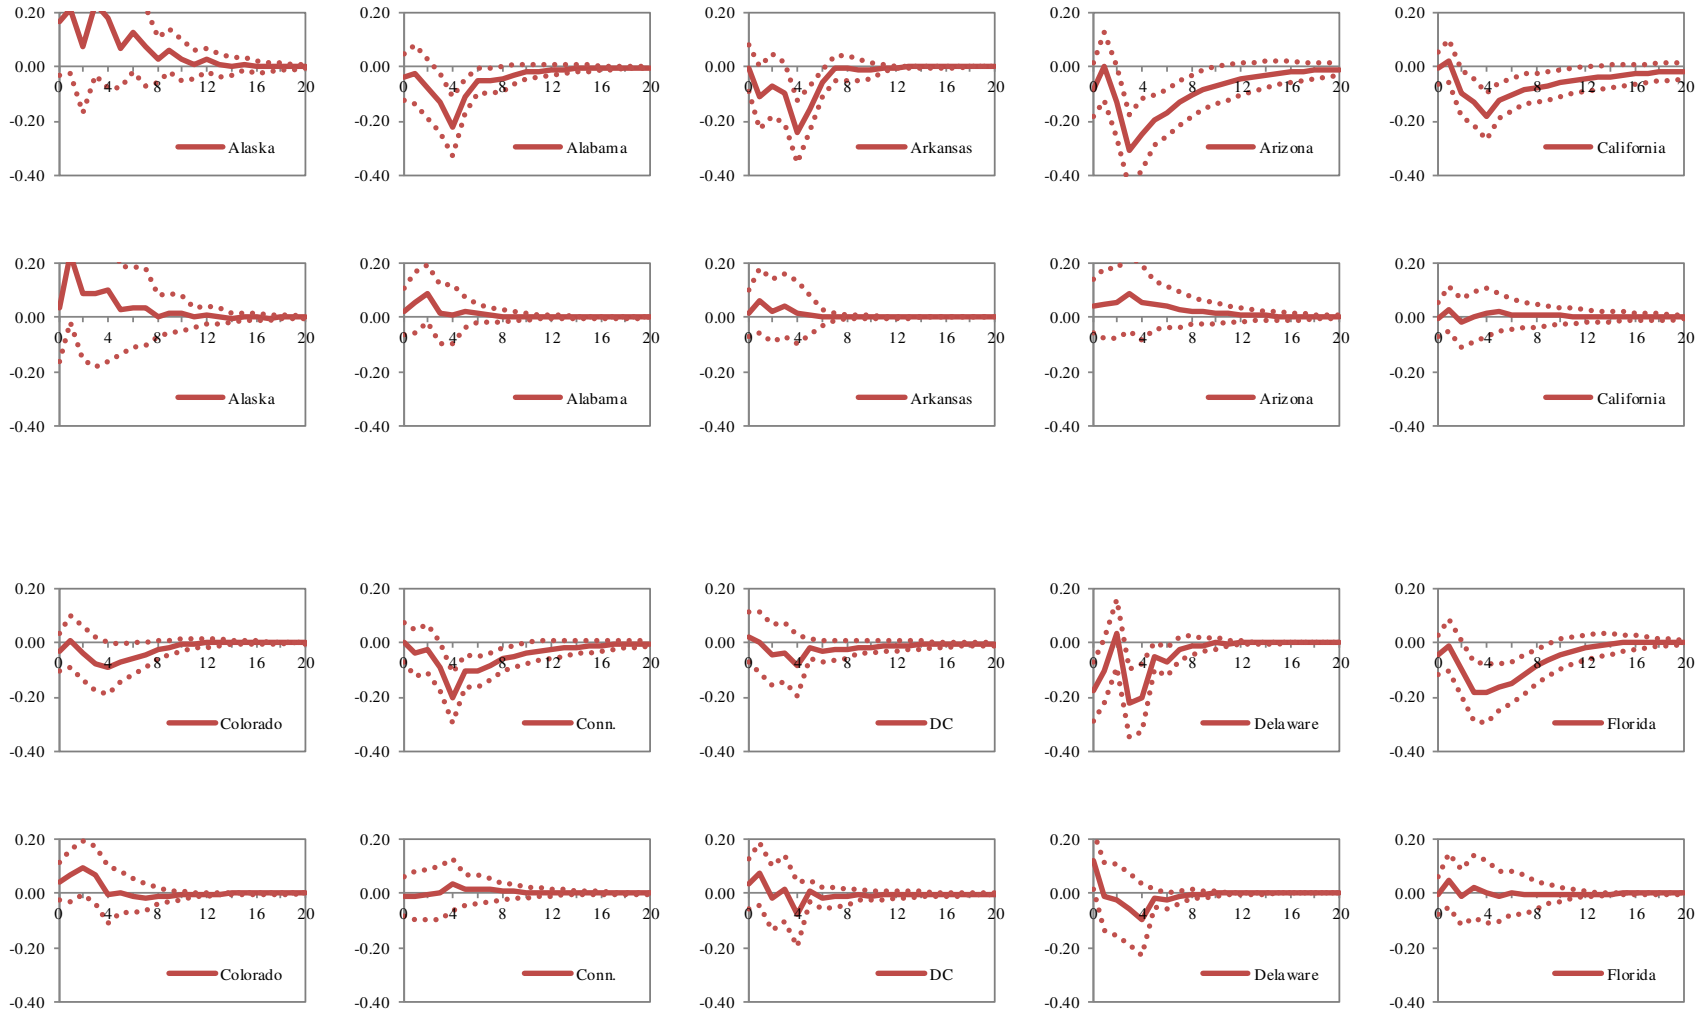 0.20 0.20 0.20 0.20 0.20
0.00 0.00 0.00 0.00 0.00
0 4 8 12 16 20 0 4 8 12 16 20 0 4 8 12 16 20 0 4 8 12 16 20 0 4 8 12 16 20
-0.20 -0.20 -0.20 -0.20 -0.20
Alaska Alabama Arkansas Arizona California
-0.40 -0.40 -0.40 -0.40 -0.40
0.20 0.20 0.20 0.20 0.20
0.00 0.00 0.00 0.00 0.00
0 4 8 12 16 20 0 4 8 12 16 20 0 4 8 12 16 20 0 4 8 12 16 20 0 4 8 12 16 20
-0.20 -0.20 -0.20 -0.20 -0.20
Alaska Alabama Arkansas Arizona California
-0.40 -0.40 -0.40 -0.40 -0.40
0.20 0.20 0.20 0.20 0.20
0.00 0.00 0.00 0.00 0.00
0 4 8 12 16 20 0 4 8 12 16 20 0 4 8 12 16 20 0 4 8 12 16 20 0 4 8 12 16 20
-0.20 -0.20 -0.20 -0.20 -0.20
Colorado Conn. DC Delaware Florida
-0.40 -0.40 -0.40 -0.40 -0.40
0.20 0.20 0.20 0.20 0.20
0.00 0.00 0.00 0.00 0.00
0 4 8 12 16 20 0 4 8 12 16 20 0 4 8 12 16 20 0 4 8 12 16 20 0 4 8 12 16 20
-0.20 -0.20 -0.20 -0.20 -0.20
Colorado Conn. DC Delaware Florida
-0.40 -0.40 -0.40 -0.40 -0.40